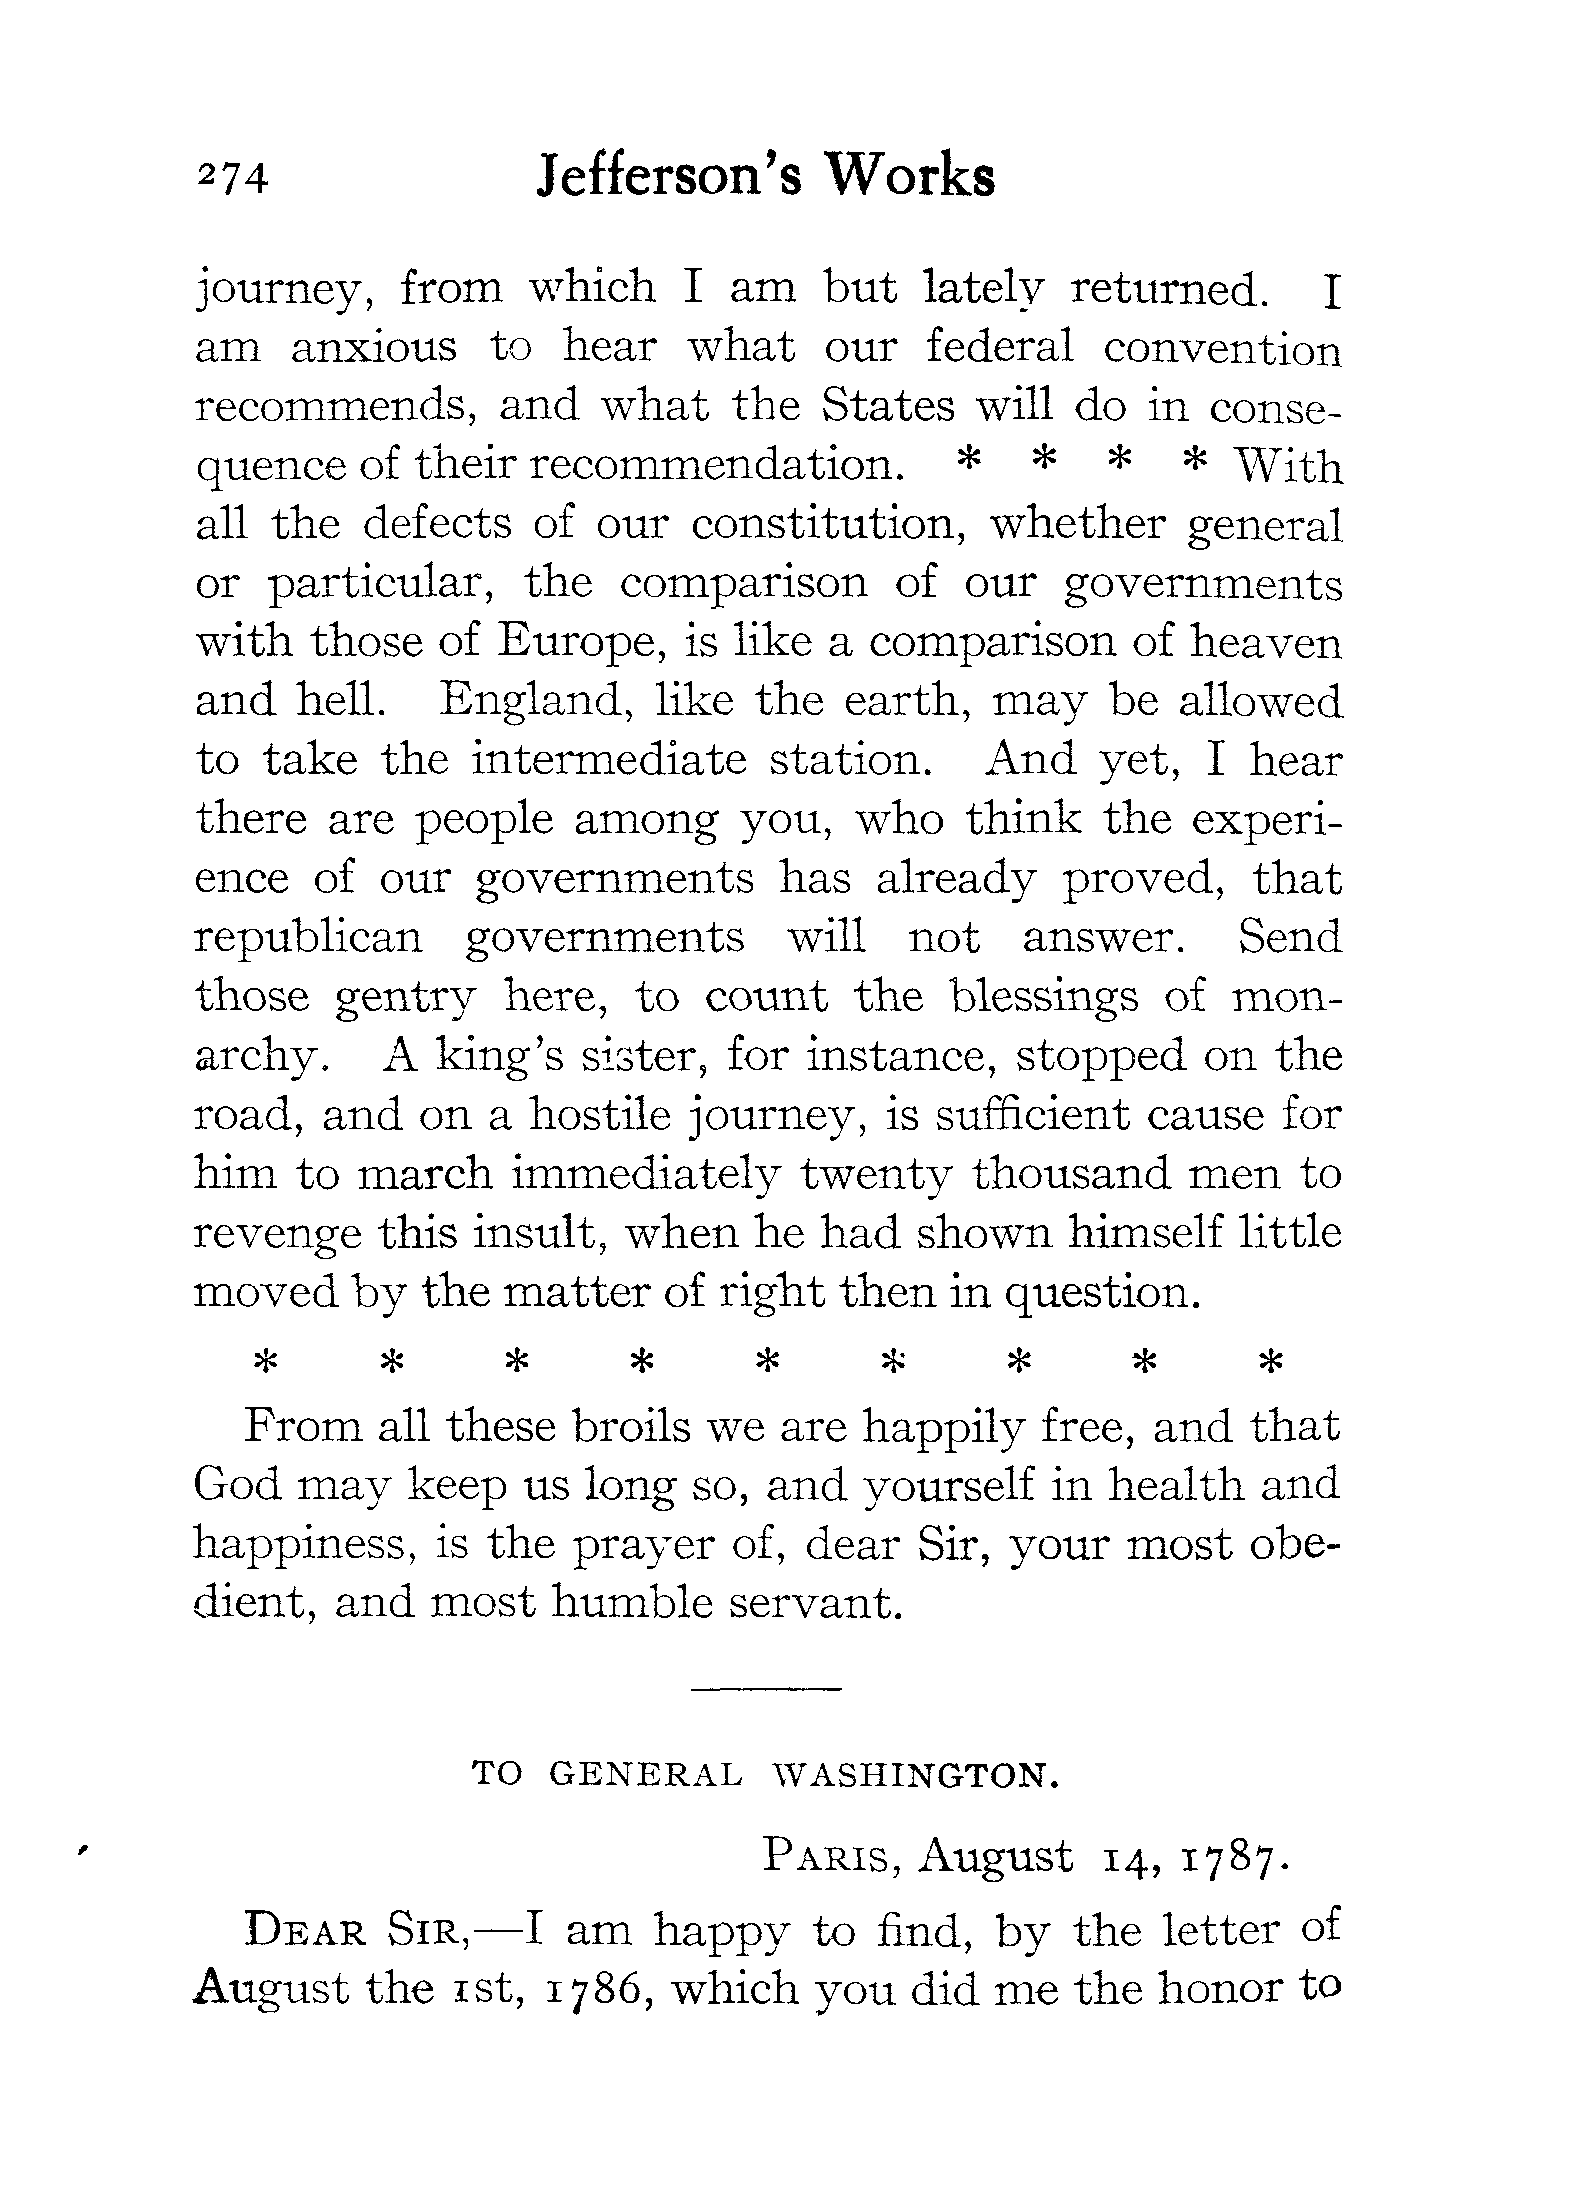 274 Jefferson's Works
journey, from which I am but lately returned. I
am anxious to hear what our federal convention
recommends, and what the States will do in conse-
quence of their recommendation. * * * * With
all the defects of our constitution, whether general
or particular, the comparison of our governments
with those of Europe, is like a comparison of heaven
and hell. England, like the earth, may be allowed
to take the intermediate station. And yet, I hear
there are people among you, who think the experi-
ence of our governments has already proved, that
republican governments will not answer. Send
those gentry here, to count the blessings of mon-
archy. A king's sister, for instance, stopped on the
road, and on a hostile journey, is sufficient cause for
him to march immediately twenty thousand men to
revenge this insult, when he had shown himself little
moved by the matter of right then in question.
* * * * * * * * *
From all these broils we are happily free, and that
God may keep us long so, and yourself in health and
happiness, is the prayer of, dear Sir, your most obe-
dient, and most humble servant.
TO GENERAL WASHINGTON.
PARIS, August 14, 1787.
DEAR SIR,—I am happy to find, by the letter of
August the 1st, 1786, which you did me the honor to